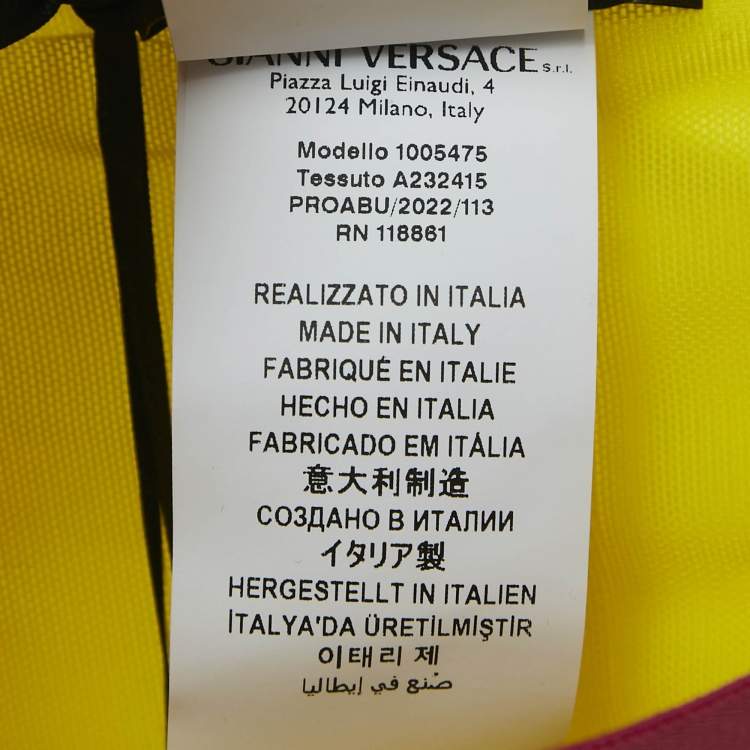 GIANNI VERSACE s.r.l.
Piazza Luigi Einaudi, 4
20124 Milano, Italy
Modello 1005475
Tessuto A232415
PROABU/2022/113
RN 118861
REALIZZATO IN ITALIA
MADE IN ITALY
FABRIQUÉ EN ITALIE
HECHO EN ITALIA
FABRICADO EM ITÁLIA
意大利制造
СОЗДАНО В ИТАЛИИ
イタリア製
HERGESTELLT IN ITALIEN
İTALYA'DA ÜRETİLMİŞTİR
이태리 제
صُنع في إيطاليا